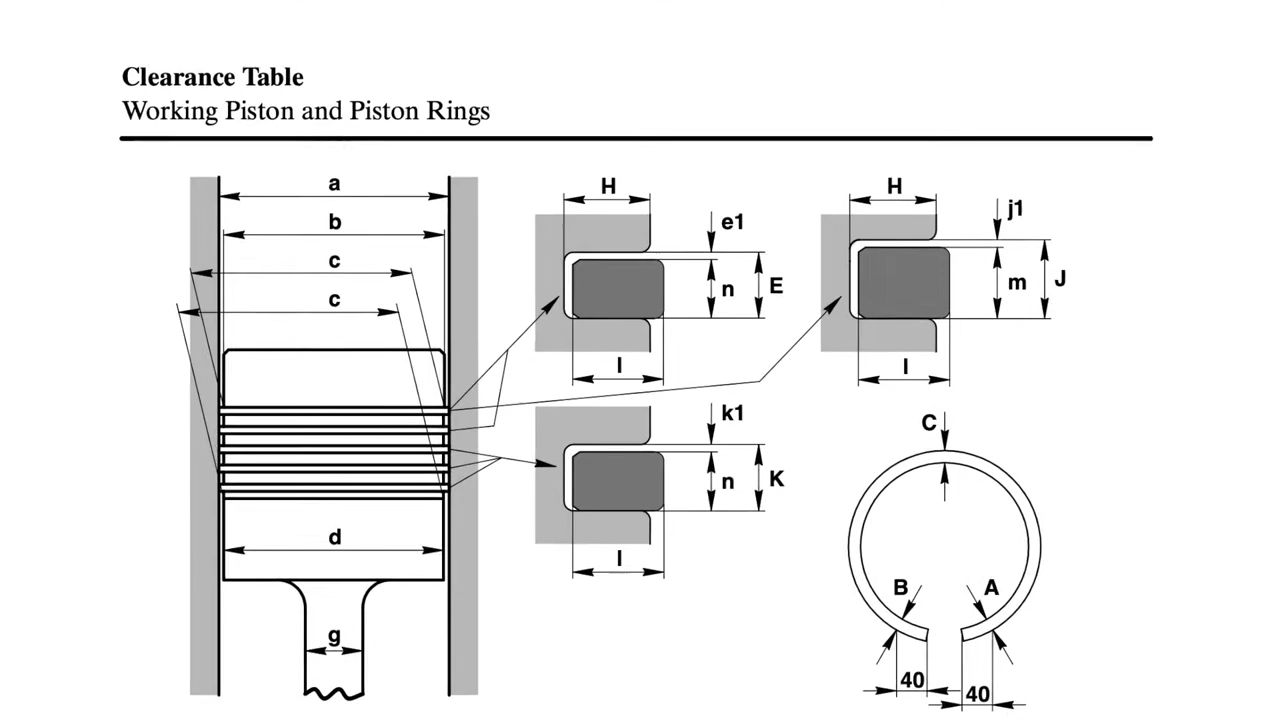 Clearance Table
Working Piston and Piston Rings
a
b
c
c
d
g
H
e1
n
E
l
H
j1
m
J
l
k1
n
K
l
C
B
A
40
40